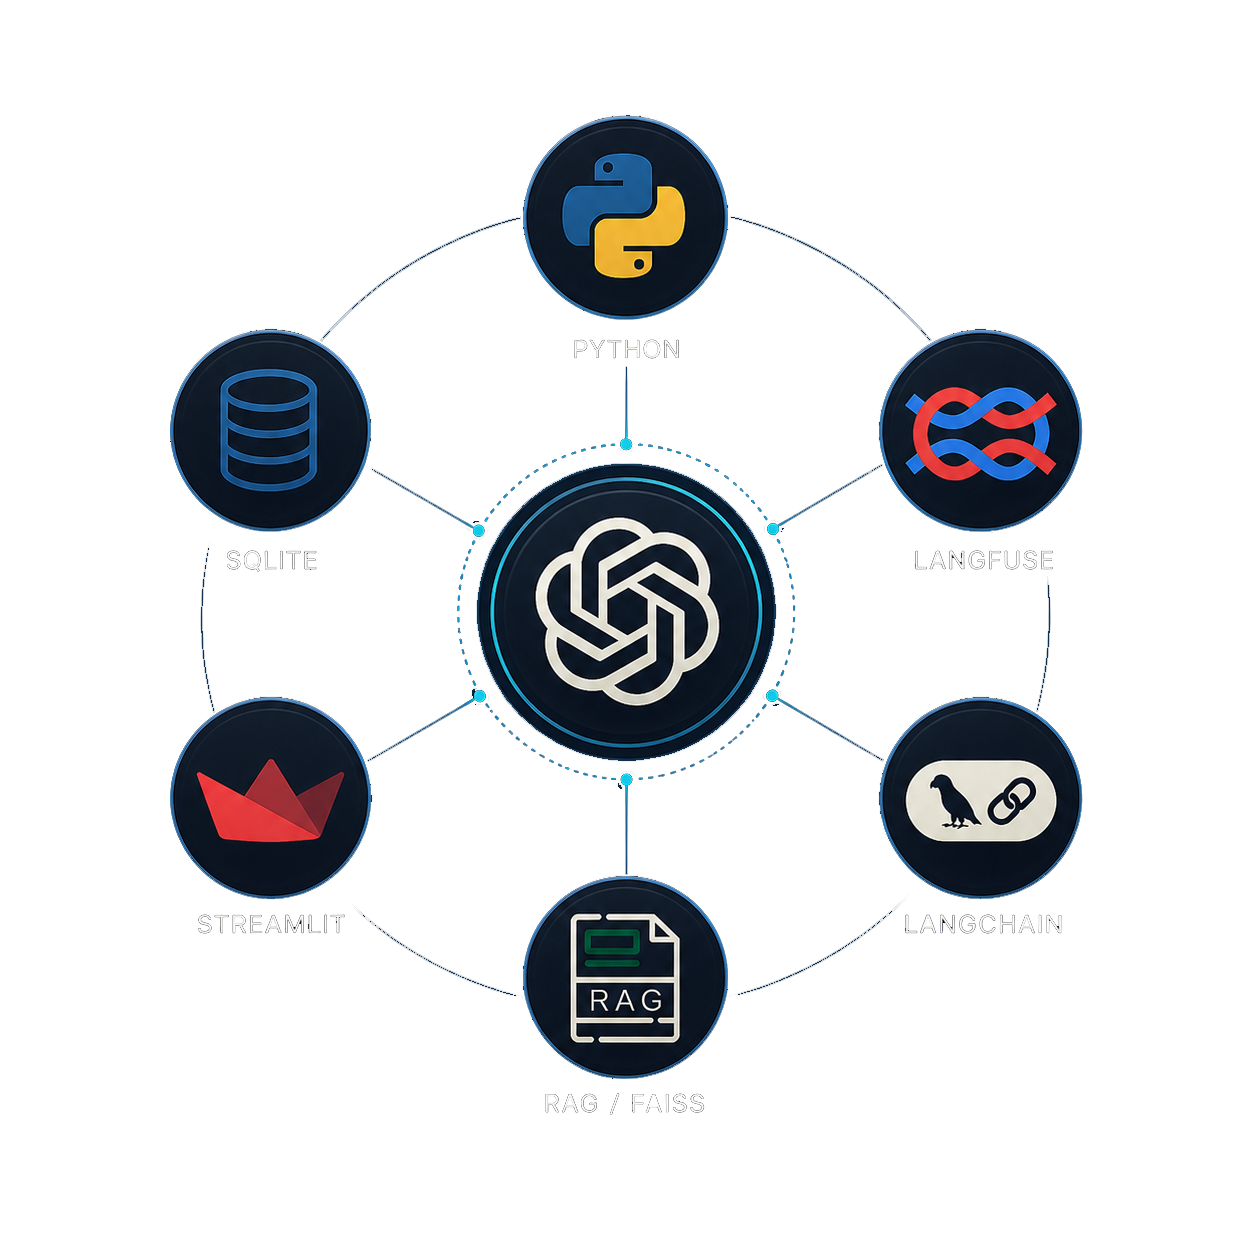 PYTHON
SQLITE
LANGFUSE
STREAMLIT
LANGCHAIN
RAG
RAG / FAISS